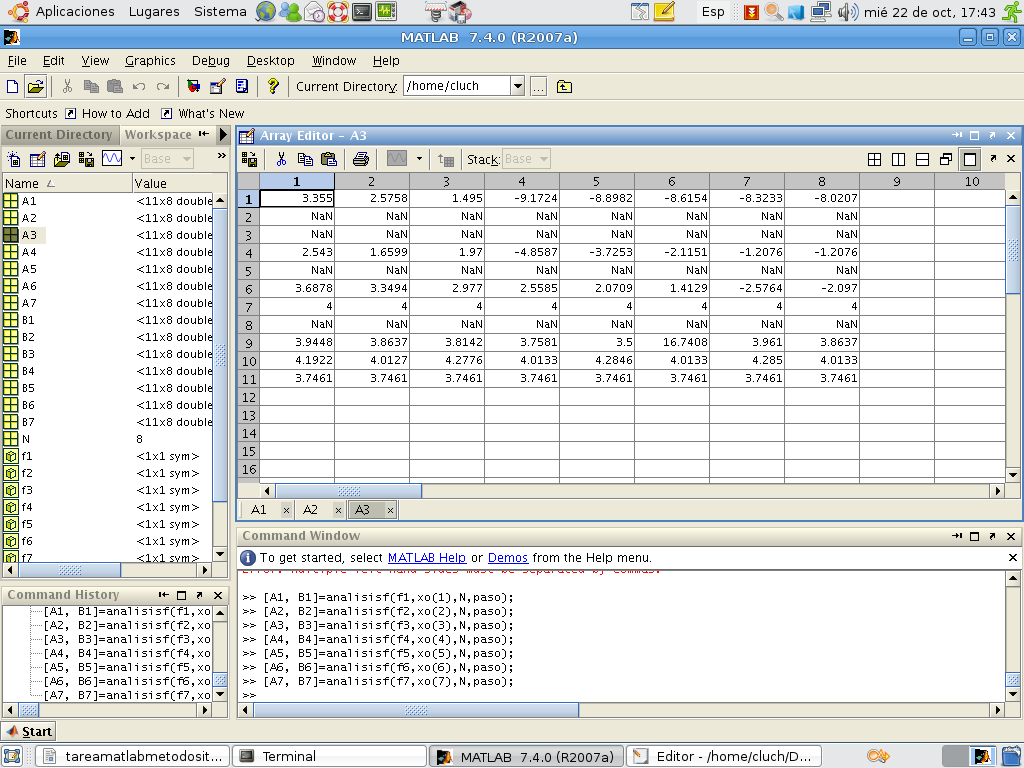 Aplicaciones Lugares Sistema Esp mié 22 de oct, 17:43
MATLAB 7.4.0 (R2007a)
File Edit View Graphics Debug Desktop Window Help
Current Directory: /home/cluch ...
Shortcuts How to Add What's New
Current Directory Workspace
Base »
Name Value
A1 <11x8 double
A2 <11x8 double
A3 <11x8 double
A4 <11x8 double
A5 <11x8 double
A6 <11x8 double
A7 <11x8 double
B1 <11x8 double
B2 <11x8 double
B3 <11x8 double
B4 <11x8 double
B5 <11x8 double
B6 <11x8 double
B7 <11x8 double
N 8
f1 <1x1 sym>
f2 <1x1 sym>
f3 <1x1 sym>
f4 <1x1 sym>
f5 <1x1 sym>
f6 <1x1 sym>
f7 <1x1 sym>
Array Editor - A3
Stack: Base
1 2 3 4 5 6 7 8 9 10
1 3.355 2.5758 1.495 -9.1724 -8.8982 -8.6154 -8.3233 -8.0207
2 NaN NaN NaN NaN NaN NaN NaN NaN
3 NaN NaN NaN NaN NaN NaN NaN NaN
4 2.543 1.6599 1.97 -4.8587 -3.7253 -2.1151 -1.2076 -1.2076
5 NaN NaN NaN NaN NaN NaN NaN NaN
6 3.6878 3.3494 2.977 2.5585 2.0709 1.4129 -2.5764 -2.097
7 4 4 4 4 4 4 4 4
8 NaN NaN NaN NaN NaN NaN NaN NaN
9 3.9448 3.8637 3.8142 3.7581 3.5 16.7408 3.961 3.8637
10 4.1922 4.0127 4.2776 4.0133 4.2846 4.0133 4.285 4.0133
11 3.7461 3.7461 3.7461 3.7461 3.7461 3.7461 3.7461 3.7461
12
13
14
15
16
A1 A2 A3
Command History
[A1, B1]=analisisf(f1,xo
[A2, B2]=analisisf(f2,xo
[A3, B3]=analisisf(f3,xo
[A4, B4]=analisisf(f4,xo
[A5, B5]=analisisf(f5,xo
[A6, B6]=analisisf(f6,xo
[A7, B7]=analisisf(f7,xo
Command Window
To get started, select MATLAB Help or Demos from the Help menu.
Error: Multiple left-hand sides must be separated by commas.
>> [A1, B1]=analisisf(f1,xo(1),N,paso);
>> [A2, B2]=analisisf(f2,xo(2),N,paso);
>> [A3, B3]=analisisf(f3,xo(3),N,paso);
>> [A4, B4]=analisisf(f4,xo(4),N,paso);
>> [A5, B5]=analisisf(f5,xo(5),N,paso);
>> [A6, B6]=analisisf(f6,xo(6),N,paso);
>> [A7, B7]=analisisf(f7,xo(7),N,paso);
>>
Start
tareamatlabmetodosit... Terminal MATLAB 7.4.0 (R2007a) Editor - /home/cluch/D...